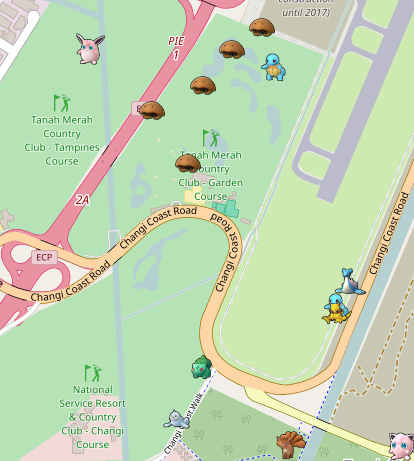 construction
until 2017)
PIE
1
E
Tanah Merah
Country
Club - Tampines
Course
Tanah Merah
Country
Club - Garden
Course
2A
Changi Coast Road
Changi Coast Road
Changi Coast Road
ECP
Changi Coast Road
Changi Coast Road
National
Service Resort
& Country
Club - Changi
Course
Changi Coast Walk